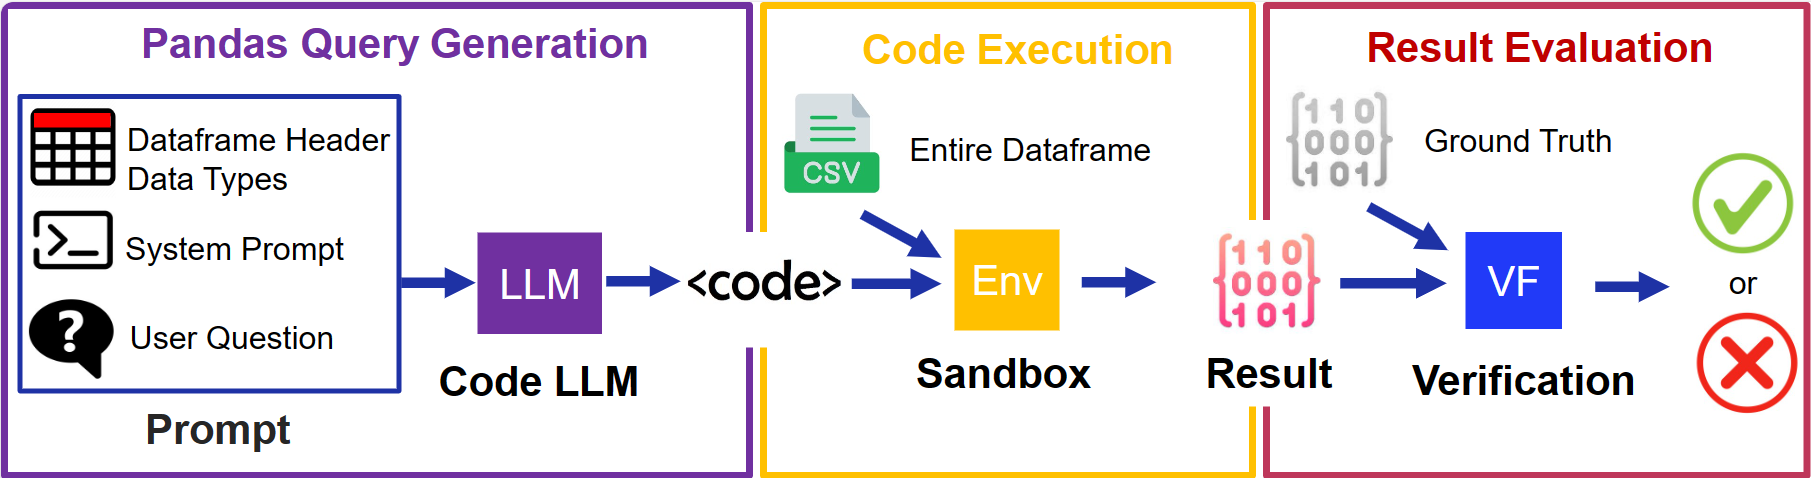 Pandas Query Generation
Dataframe Header
Data Types
System Prompt
User Question
Prompt
LLM
Code LLM
<code>
Code Execution
CSV
Entire Dataframe
Env
Sandbox
{110
000
101}
Result
Result Evaluation
{110
000
101}
Ground Truth
VF
Verification
or